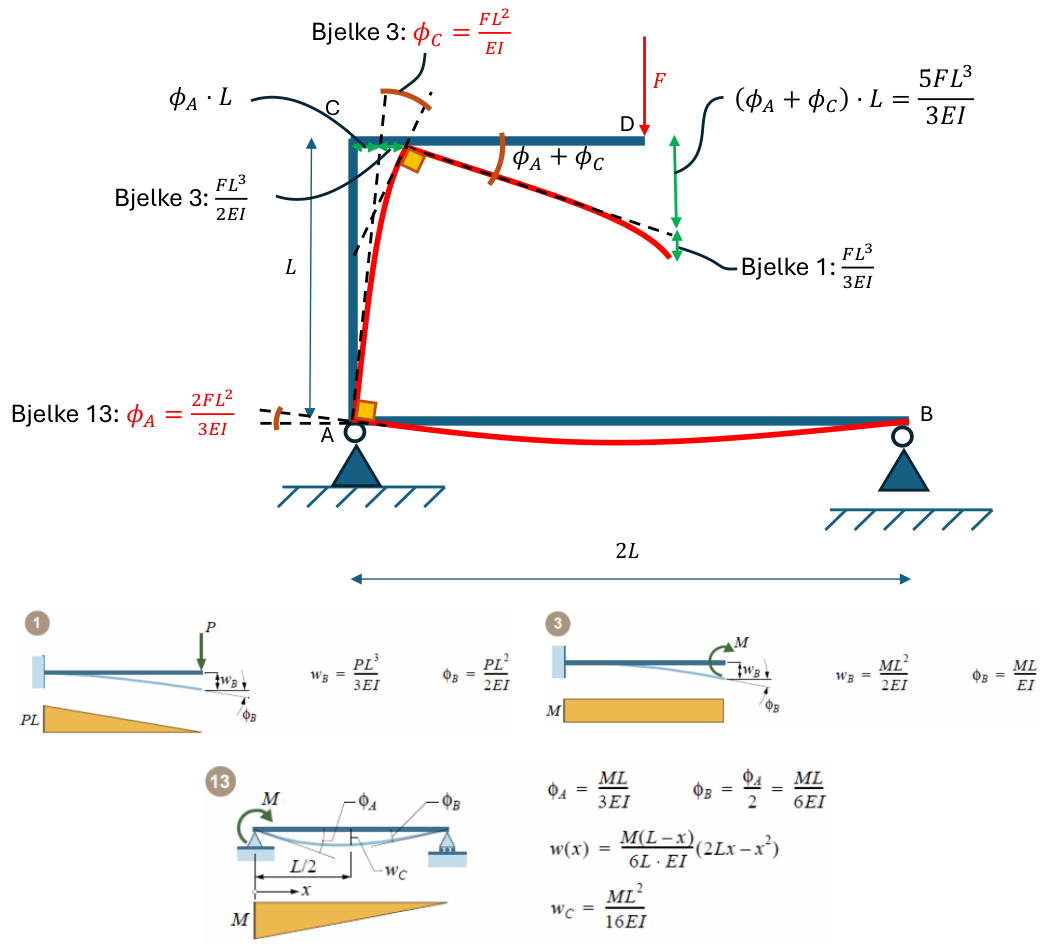 Bjelke 3: ϕ_C = FL²/EI
ϕ_A · L
C
D
F
(ϕ_A + ϕ_C) · L = 5FL³/3EI
ϕ_A + ϕ_C
Bjelke 3: FL³/2EI
L
Bjelke 1: FL³/3EI
Bjelke 13: ϕ_A = 2FL²/3EI
A
B
2L
1
P
w_B
ϕ_B
PL
w_B = PL³/3EI
ϕ_B = PL²/2EI
3
M
w_B
ϕ_B
M
w_B = ML²/2EI
ϕ_B = ML/EI
13
M
ϕ_A
ϕ_B
L/2
w_C
x
M
ϕ_A = ML/3EI
ϕ_B = ϕ_A/2 = ML/6EI
w(x) = M(L – x)/6L · EI (2Lx – x²)
w_C = ML²/16EI